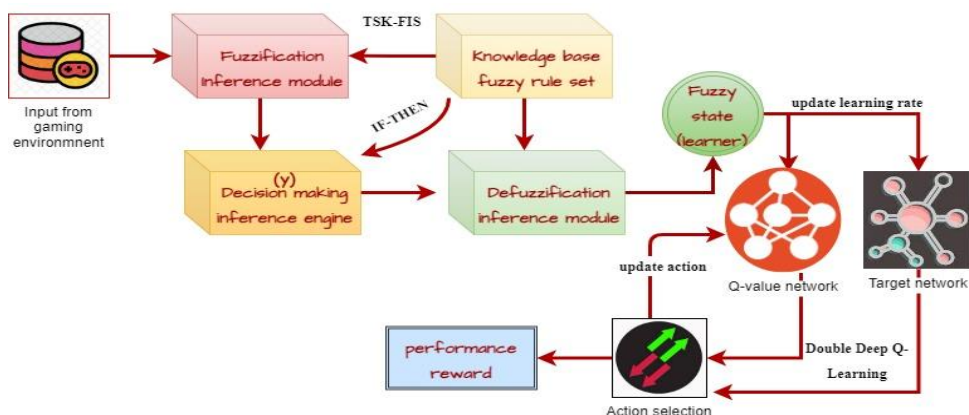 TSK-FIS
Fuzzification
inference module
Knowledge base
fuzzy rule set
Input from
gaming
environmnent
IF-THEN
Fuzzy
state
(learner)
update learning rate
(y)
Decision making
inference engine
Defuzzification
inference module
update action
Q-value network
Target network
performance
reward
Double Deep Q-
Learning
Action selection